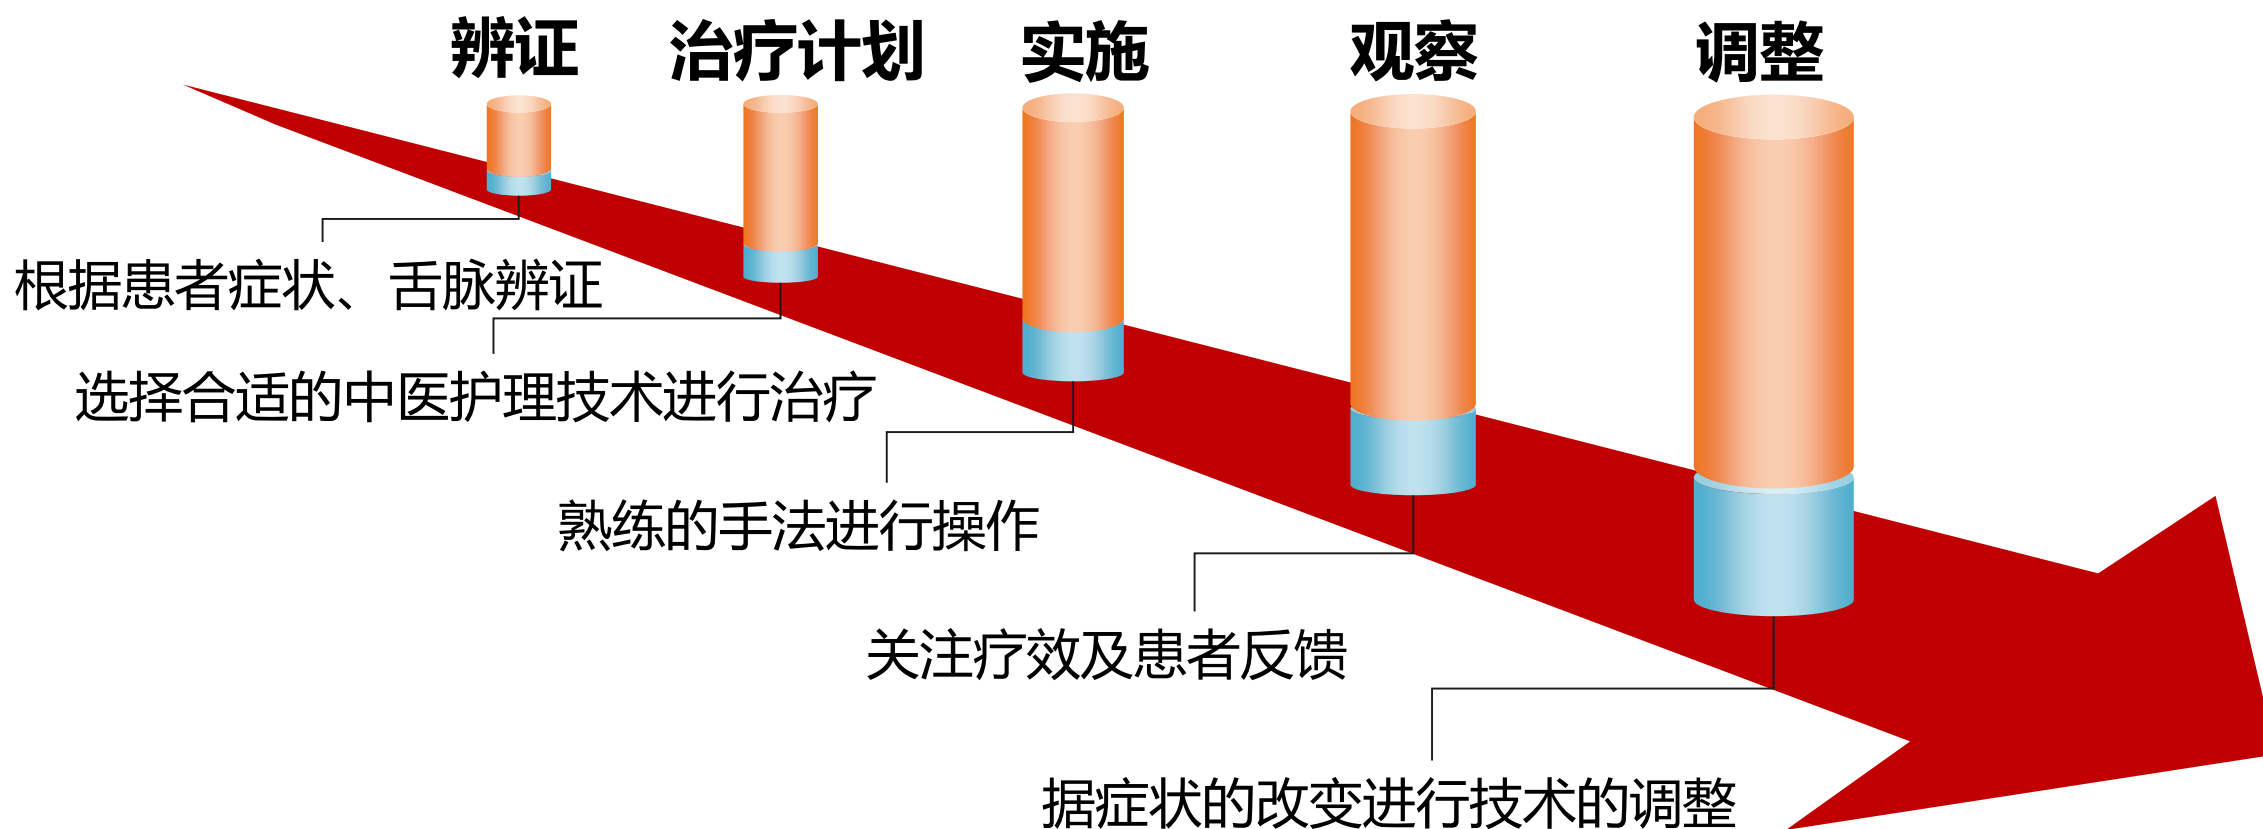 辨证
治疗计划
实施
观察
调整
根据患者症状、舌脉辨证
选择合适的中医护理技术进行治疗
熟练的手法进行操作
关注疗效及患者反馈
据症状的改变进行技术的调整